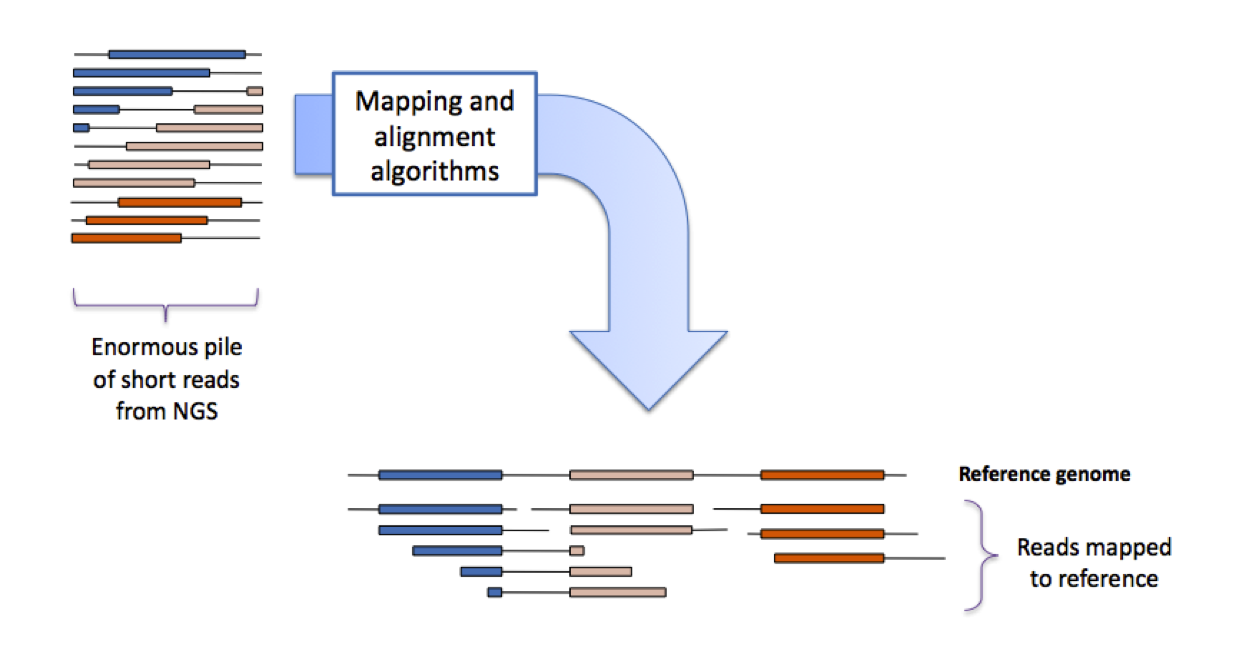 Mapping and
alignment
algorithms
Enormous pile
of short reads
from NGS
Reference genome
Reads mapped
to reference